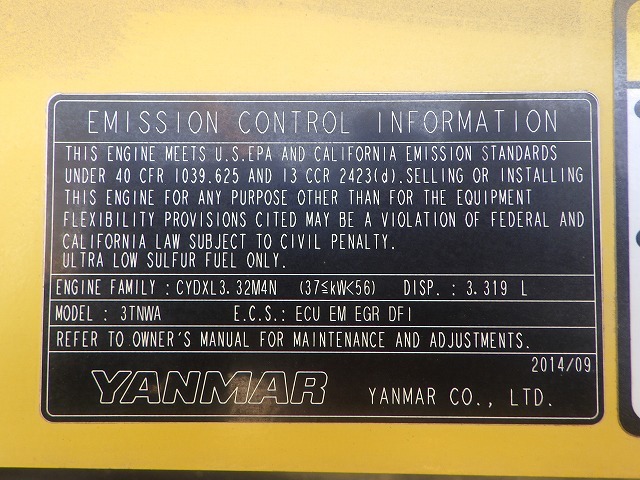 EMISSION CONTROL INFORMATION
THIS ENGINE MEETS U.S.EPA AND CALIFORNIA EMISSION STANDARDS
UNDER 40 CFR 1039.625 AND 13 CCR 2423(d).SELLING OR INSTALLING
THIS ENGINE FOR ANY PURPOSE OTHER THAN FOR THE EQUIPMENT
FLEXIBILITY PROVISIONS CITED MAY BE A VIOLATION OF FEDERAL AND
CALIFORNIA LAW SUBJECT TO CIVIL PENALTY.
ULTRA LOW SULFUR FUEL ONLY.
ENGINE FAMILY : CYDXL3.32M4N (37≦kW<56) DISP. : 3.319 L
MODEL : 3TNWA E.C.S.: ECU EM EGR DFI
REFER TO OWNER'S MANUAL FOR MAINTENANCE AND ADJUSTMENTS.
2014/09
YANMAR YANMAR CO., LTD.